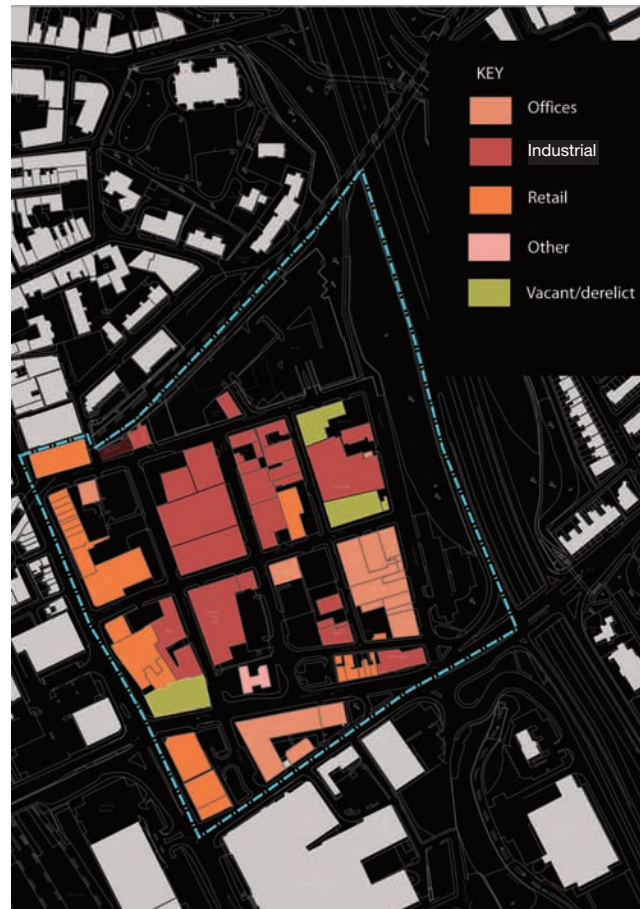 KEY
Offices
Industrial
Retail
Other
Vacant/derelict